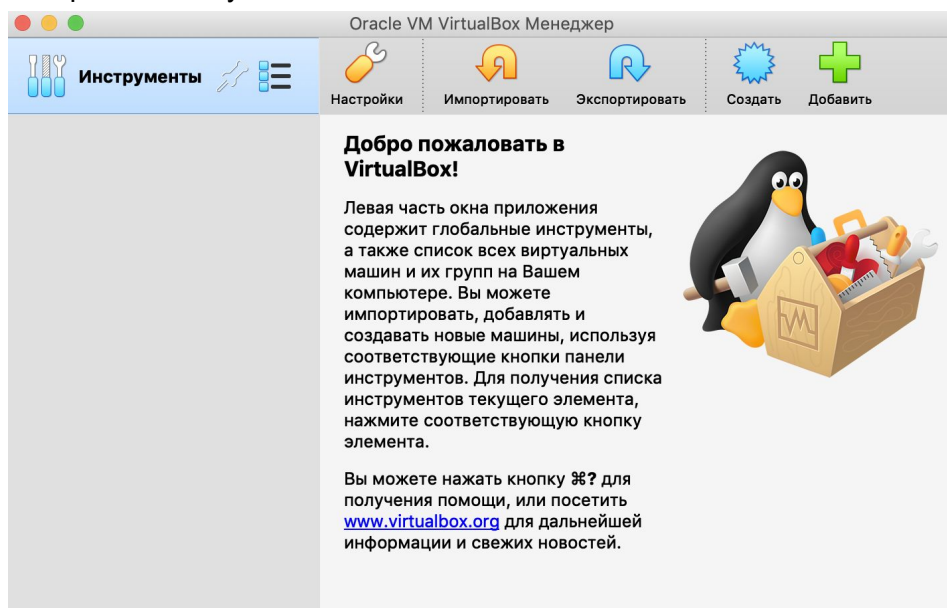 Oracle VM VirtualBox Менеджер
Инструменты
Настройки Импортировать Экспортировать Создать Добавить
Добро пожаловать в
VirtualBox!
Левая часть окна приложения
содержит глобальные инструменты,
а также список всех виртуальных
машин и их групп на Вашем
компьютере. Вы можете
импортировать, добавлять и
создавать новые машины, используя
соответствующие кнопки панели
инструментов. Для получения списка
инструментов текущего элемента,
нажмите соответствующую кнопку
элемента.
Вы можете нажать кнопку ⌘? для
получения помощи, или посетить
www.virtualbox.org для дальнейшей
информации и свежих новостей.